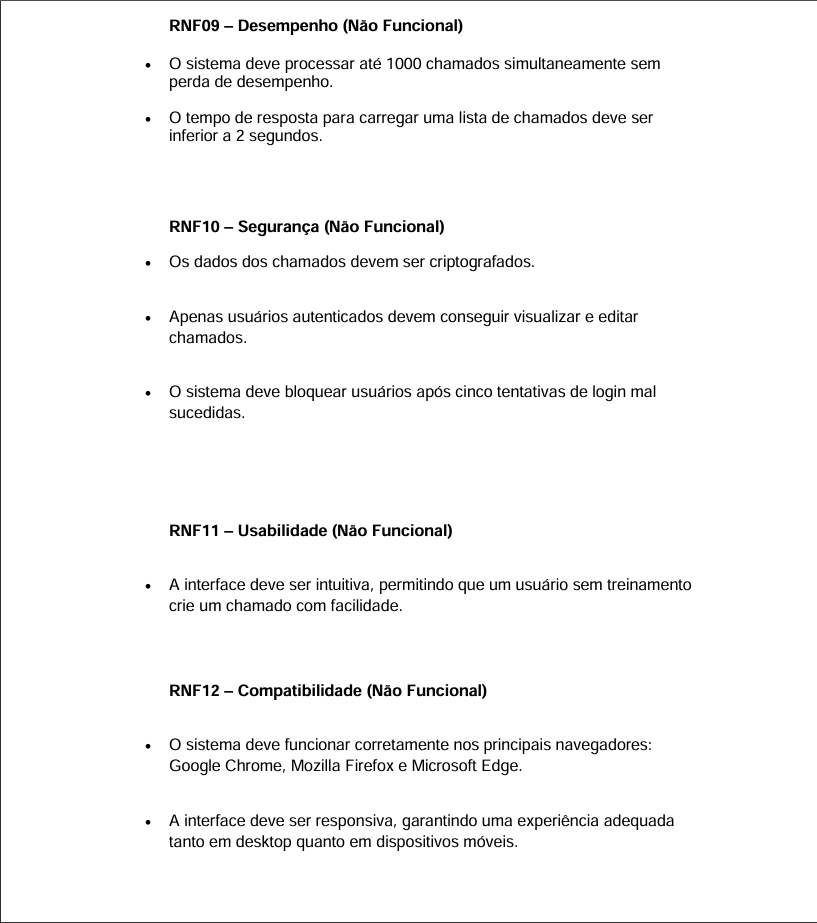 RNF09 – Desempenho (Não Funcional)
• O sistema deve processar até 1000 chamados simultaneamente sem
perda de desempenho.
• O tempo de resposta para carregar uma lista de chamados deve ser
inferior a 2 segundos.
RNF10 – Segurança (Não Funcional)
• Os dados dos chamados devem ser criptografados.
• Apenas usuários autenticados devem conseguir visualizar e editar
chamados.
• O sistema deve bloquear usuários após cinco tentativas de login mal
sucedidas.
RNF11 – Usabilidade (Não Funcional)
• A interface deve ser intuitiva, permitindo que um usuário sem treinamento
crie um chamado com facilidade.
RNF12 – Compatibilidade (Não Funcional)
• O sistema deve funcionar corretamente nos principais navegadores:
Google Chrome, Mozilla Firefox e Microsoft Edge.
• A interface deve ser responsiva, garantindo uma experiência adequada
tanto em desktop quanto em dispositivos móveis.